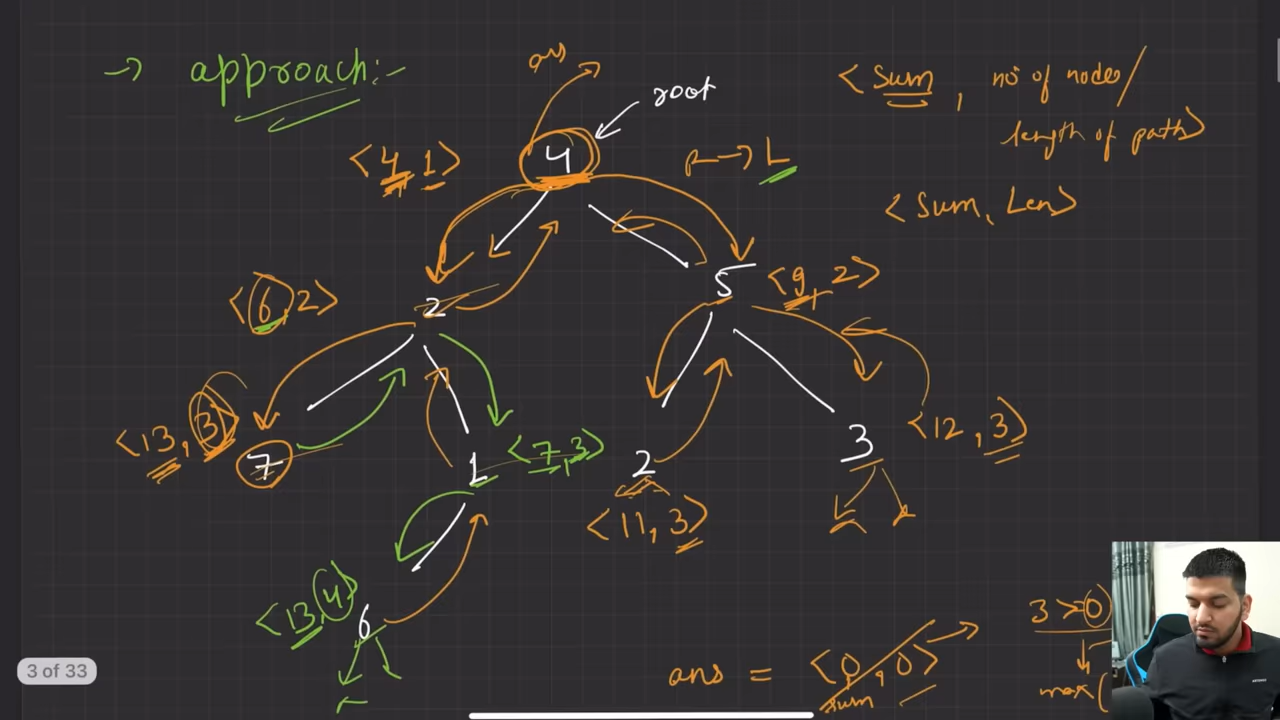 → approach:-
ans
root
<Sum, no of nodes/
length of path>
<4, 1>
4
R → L
<Sum, Len>
<6, 2>
2
5
<9, 2>
<13, 3>
7
1
<7, 3>
2
3
<12, 3>
<11, 3>
<13, 4>
6
ans = <0, 0>
sum
3 > 0
max(
3 of 33